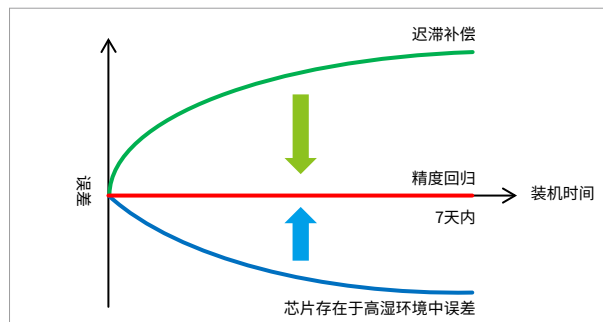 迟滞补偿
误差
精度回归
装机时间
7天内
芯片存在于高湿环境中误差